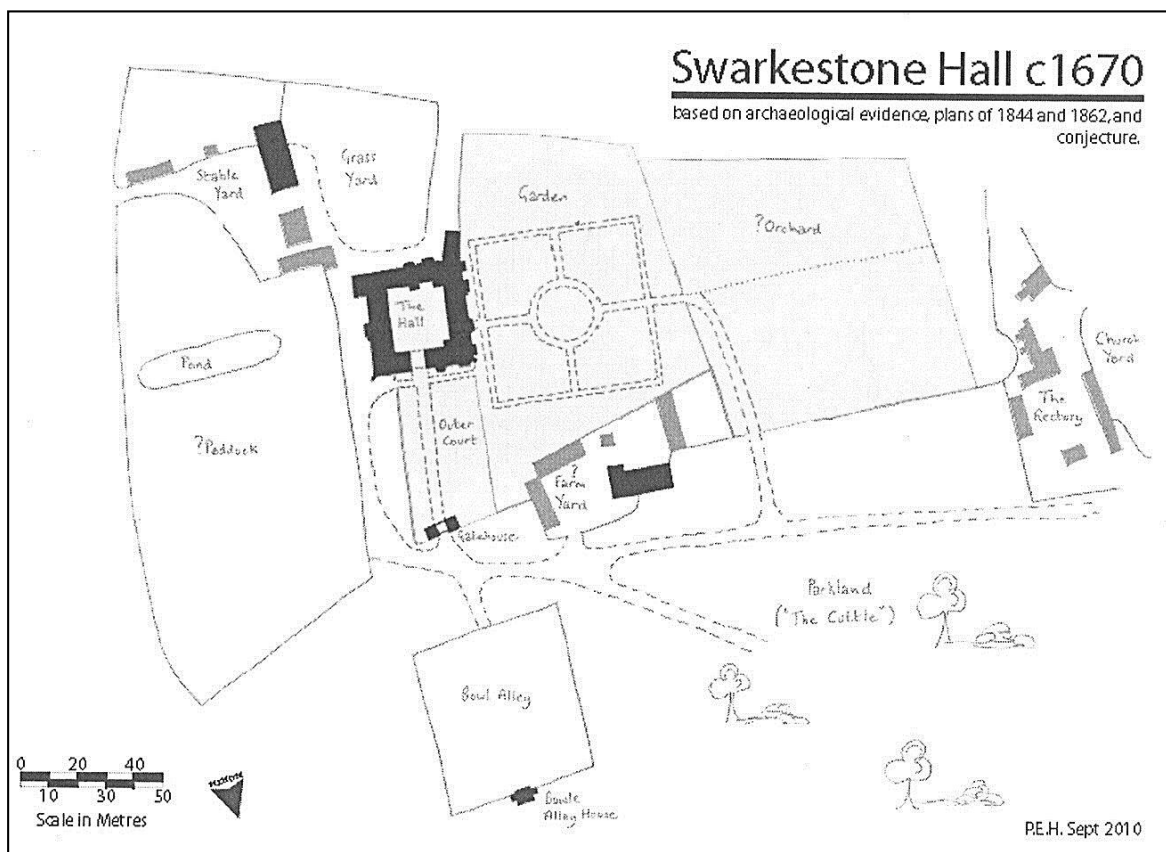 Swarkestone Hall c1670
based on archaeological evidence, plans of 1844 and 1862, and
conjecture.
Stable
Yard
Grass
Yard
Garden
?Orchard
The
Hall
Pond
Church
Yard
The
Rectory
Outer
Court
?Paddock
?
Farm
Yard
Gatehouse
Parkland
("The Cuttle")
Bowl Alley
Bowle
Alley House
0 20 40
10 30 50
Scale in Metres
NORTH
P.E.H. Sept 2010